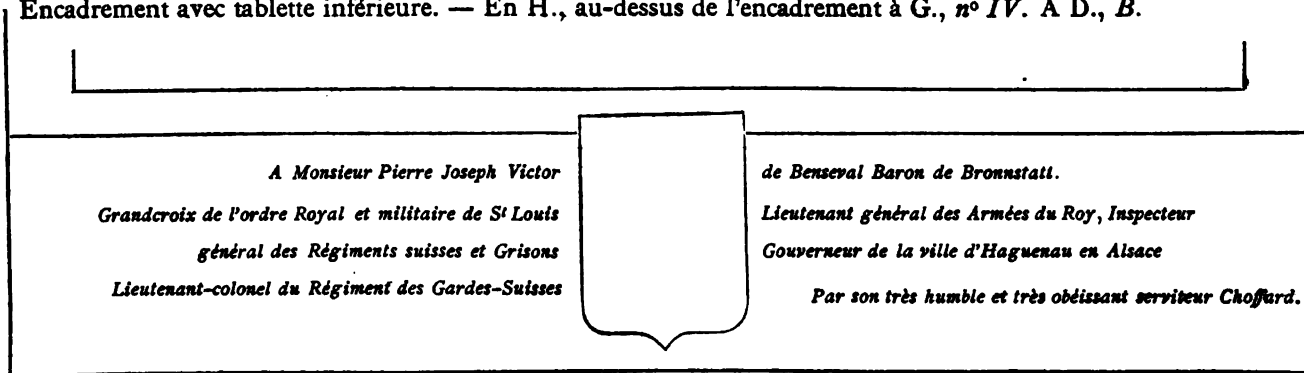 Encadrement avec tablette inférieure. — En H., au-dessus de l'encadrement à G., nº IV. A D., B.
A Monsieur Pierre Joseph Victor de Benseval Baron de Bronnstatt.
Grandcroix de l'ordre Royal et militaire de St Louis Lieutenant général des Armées du Roy, Inspecteur
général des Régiments suisses et Grisons Gouverneur de la ville d'Haguenau en Alsace
Lieutenant-colonel du Régiment des Gardes-Suisses Par son très humble et très obéissant serviteur Choffard.